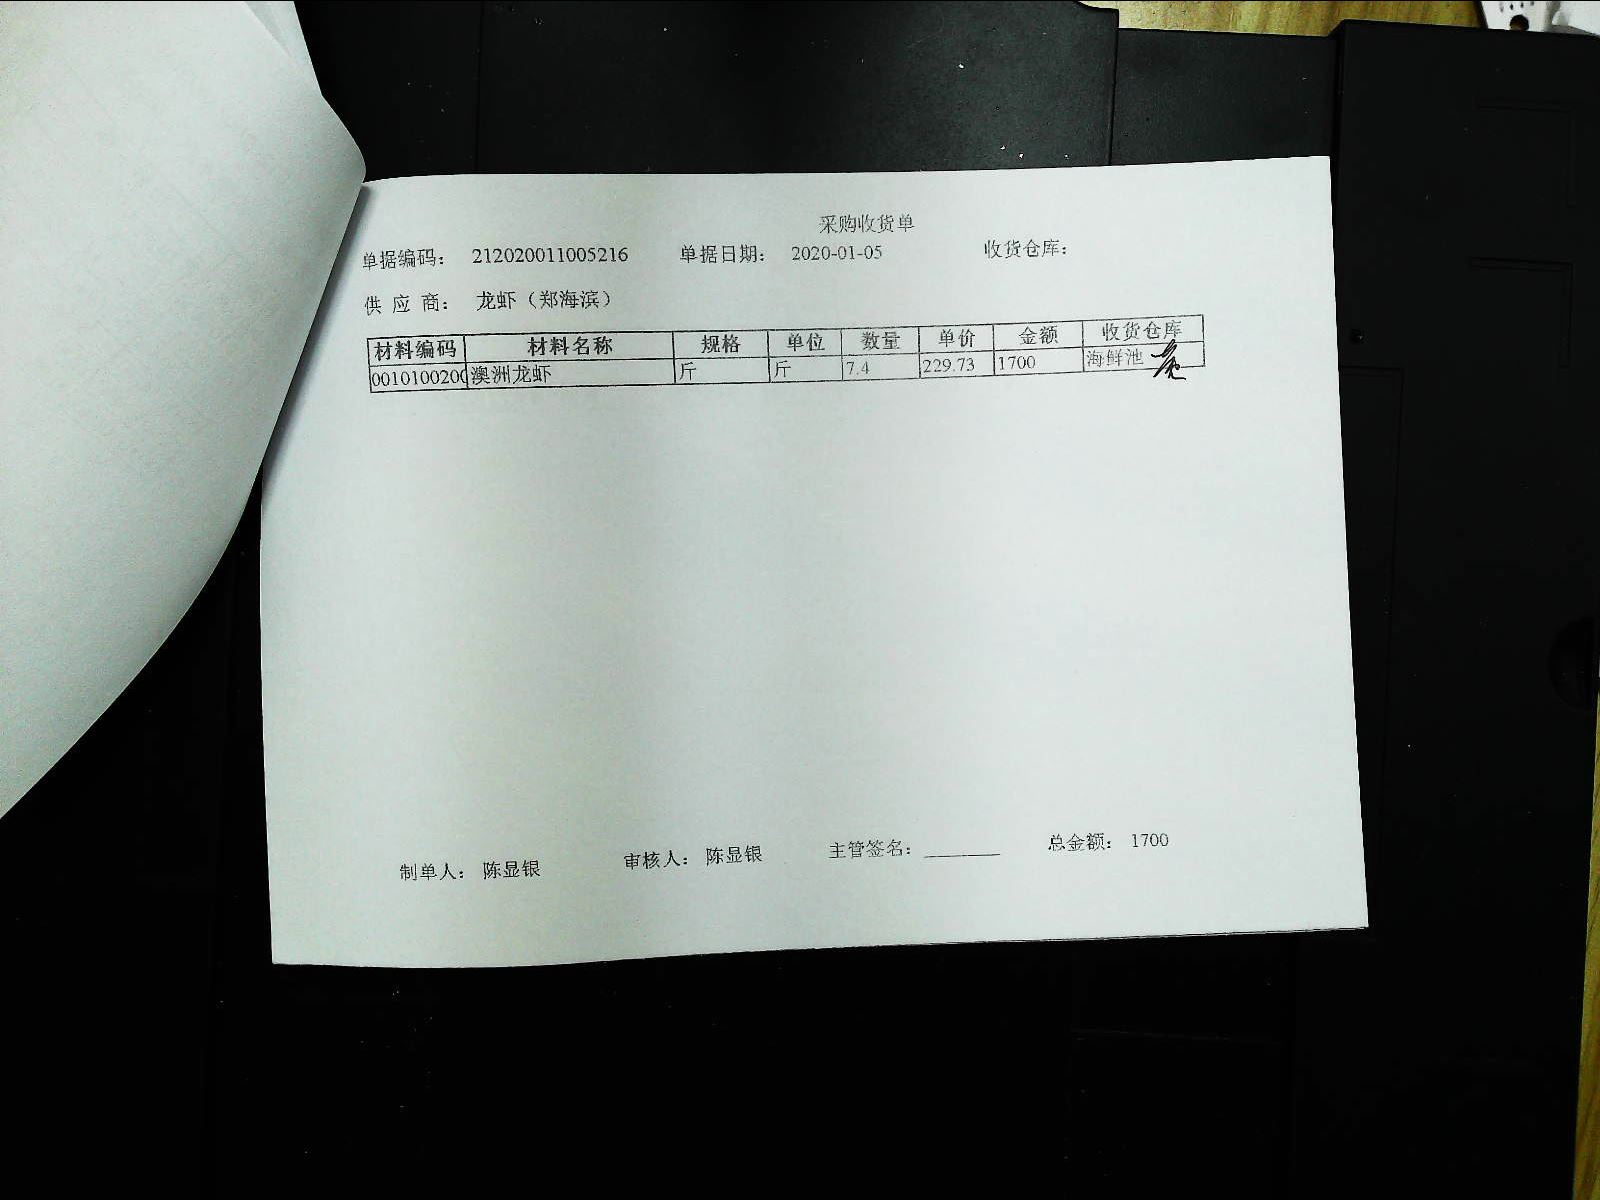 采购收货单
单据编码： 212020011005216 单据日期： 2020-01-05 收货仓库：
供 应 商： 龙虾（郑海滨）
材料编码 材料名称 规格 单位 数量 单价 金额 收货仓库
0010100200 澳洲龙虾 斤 斤 7.4 229.73 1700 海鲜池
制单人： 陈显银 审核人： 陈显银 主管签名： ________ 总金额： 1700